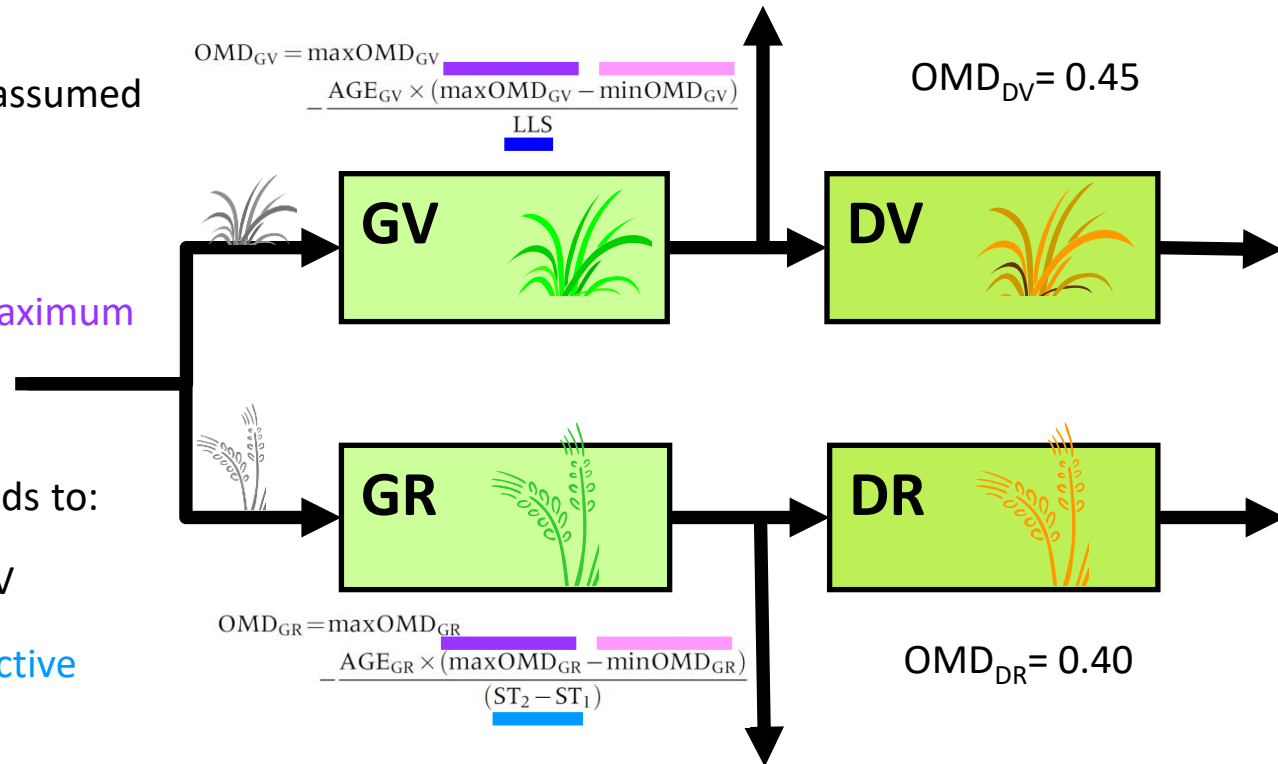 OMD_GV = maxOMD_GV
- AGE_GV × (maxOMD_GV − minOMD_GV)
LLS
OMD_DV= 0.45
assumed
GV
DV
aximum
GR
DR
ds to:
V
ctive
OMD_GR=maxOMD_GR
- AGE_GR × (maxOMD_GR −minOMD_GR)
(ST_2 − ST_1)
OMD_DR= 0.40